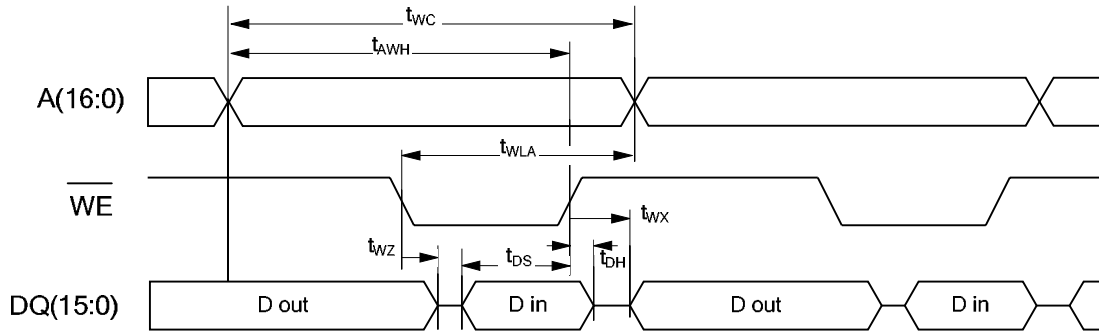 tWC
tAWH
A(16:0)
tWLA
WE
tWX
tWZ
tDS
tDH
DQ(15:0)
D out
D in
D out
D in